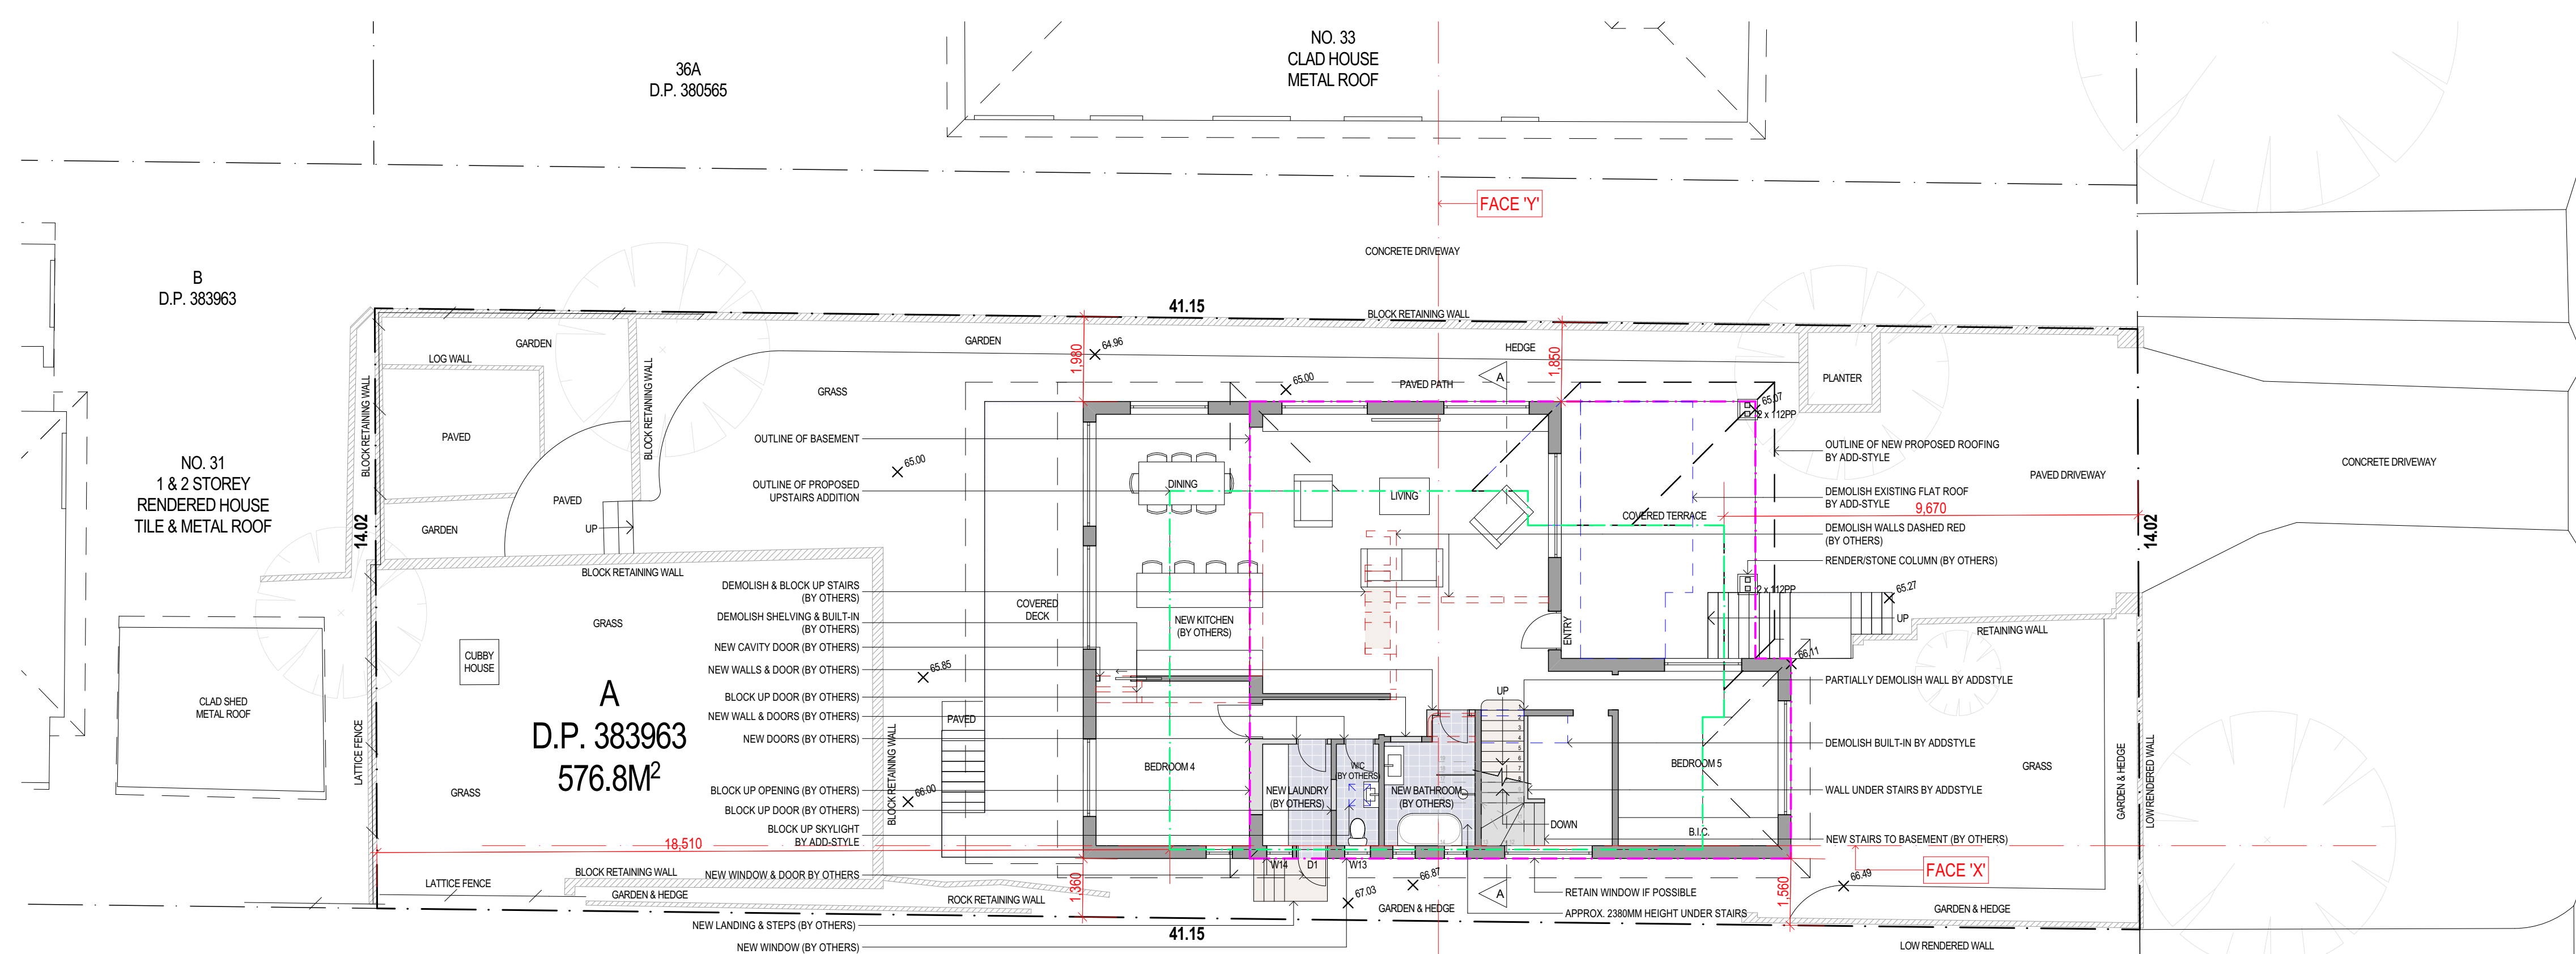 36A
D.P. 380565
NO. 33
CLAD HOUSE
METAL ROOF
FACE 'Y'
CONCRETE DRIVEWAY
B
D.P. 383963
41.15
BLOCK RETAINING WALL
GARDEN
LOG WALL
GARDEN
64.96
1,980
1,850
HEDGE
BLOCK RETAINING WALL
BLOCK RETAINING WALL
GRASS
65.00
PAVED PATH
A
PLANTER
65.07
2 x 112PP
PAVED
OUTLINE OF BASEMENT
OUTLINE OF NEW PROPOSED ROOFING
BY ADD-STYLE
CONCRETE DRIVEWAY
NO. 31
1 & 2 STOREY
RENDERED HOUSE
TILE & METAL ROOF
65.00
PAVED DRIVEWAY
OUTLINE OF PROPOSED
UPSTAIRS ADDITION
DINING
LIVING
DEMOLISH EXISTING FLAT ROOF
BY ADD-STYLE
9,670
PAVED
GARDEN
UP
14.02
COVERED TERRACE
DEMOLISH WALLS DASHED RED
(BY OTHERS)
14.02
RENDER/STONE COLUMN (BY OTHERS)
BLOCK RETAINING WALL
DEMOLISH & BLOCK UP STAIRS
(BY OTHERS)
2 x 112PP
65.27
COVERED
DECK
GRASS
DEMOLISH SHELVING & BUILT-IN
(BY OTHERS)
NEW KITCHEN
(BY OTHERS)
ENTRY
UP
RETAINING WALL
NEW CAVITY DOOR (BY OTHERS)
CUBBY
HOUSE
66.11
65.85
NEW WALLS & DOOR (BY OTHERS)
PARTIALLY DEMOLISH WALL BY ADDSTYLE
CLAD SHED
METAL ROOF
A
D.P. 383963
576.8M²
BLOCK UP DOOR (BY OTHERS)
UP
PAVED
NEW WALL & DOORS (BY OTHERS)
NEW DOORS (BY OTHERS)
DEMOLISH BUILT-IN BY ADDSTYLE
LATTICE FENCE
BLOCK RETAINING WALL
BEDROOM 4
W/C
(BY OTHERS)
BEDROOM 5
GRASS
GARDEN & HEDGE
LOW RENDERED WALL
GRASS
66.00
BLOCK UP OPENING (BY OTHERS)
NEW LAUNDRY
(BY OTHERS)
NEW BATHROOM
(BY OTHERS)
WALL UNDER STAIRS BY ADDSTYLE
BLOCK UP DOOR (BY OTHERS)
BLOCK UP SKYLIGHT
BY ADD-STYLE
DOWN
B.I.C.
NEW STAIRS TO BASEMENT (BY OTHERS)
18,510
W14
D1
W13
BLOCK RETAINING WALL
NEW WINDOW & DOOR BY OTHERS
66.87
FACE 'X'
66.49
LATTICE FENCE
GARDEN & HEDGE
ROCK RETAINING WALL
1,360
67.03
A
RETAIN WINDOW IF POSSIBLE
1,560
GARDEN & HEDGE
APPROX. 2380MM HEIGHT UNDER STAIRS
GARDEN & HEDGE
NEW LANDING & STEPS (BY OTHERS)
41.15
NEW WINDOW (BY OTHERS)
LOW RENDERED WALL